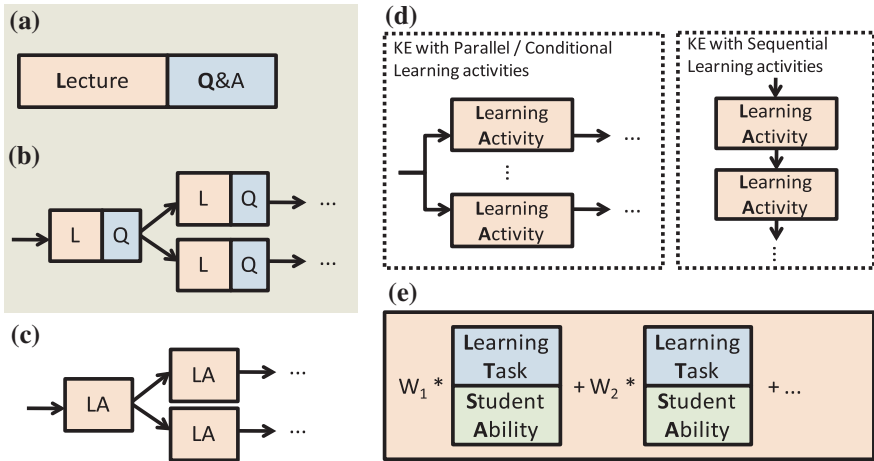 (a)
Lecture Q&A
(b)
L Q
L Q ...
L Q ...
(c)
LA
LA ...
LA ...
(d)
KE with Parallel / Conditional
Learning activities
Learning
Activity
...
⋮
Learning
Activity
...
KE with Sequential
Learning activities
Learning
Activity
Learning
Activity
⋮
(e)
W1 *
Learning
Task
Student
Ability
+ W2 *
Learning
Task
Student
Ability
+ ...